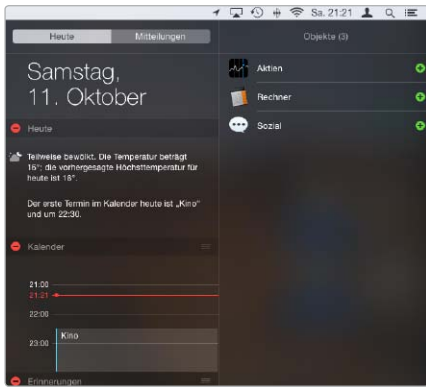 Sa. 21:21
Heute
Mitteilungen
Objekte (3)
Samstag,
11. Oktober
Heute
Teilweise bewölkt. Die Temperatur beträgt
16°; die vorhergesagte Höchsttemperatur für
heute ist 18°.
Der erste Termin im Kalender heute ist „Kino“
und um 22:30.
Kalender
21:00
21:21
22:00
Kino
23:00
Erinnerungen
Aktien
Rechner
Sozial